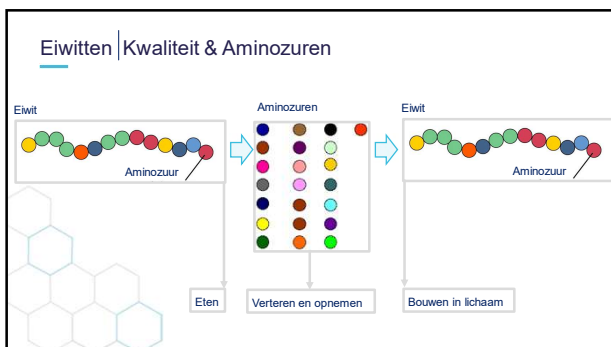 Eiwitten | Kwaliteit & Aminozuren
Eiwit
Aminozuren
Eiwit
Aminozuur
Aminozuur
Eten
Verteren en opnemen
Bouwen in lichaam